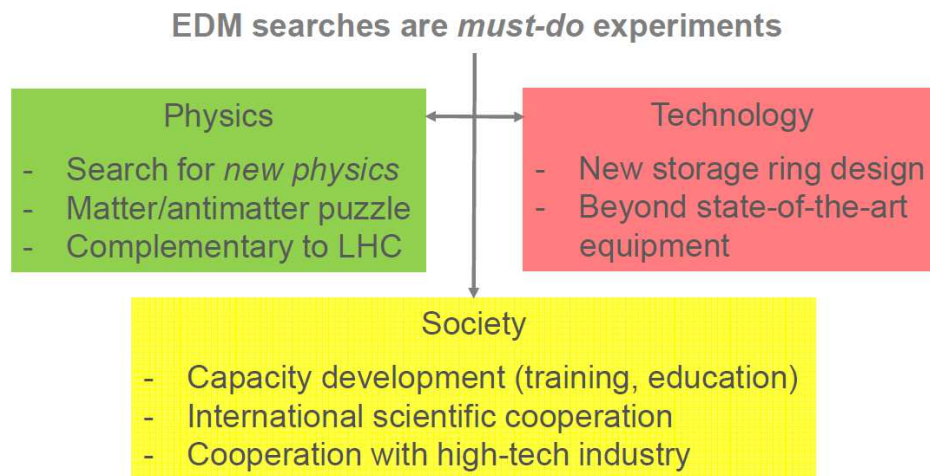 EDM searches are must-do experiments
Physics
- Search for new physics
- Matter/antimatter puzzle
- Complementary to LHC
Technology
- New storage ring design
- Beyond state-of-the-art
equipment
Society
- Capacity development (training, education)
- International scientific cooperation
- Cooperation with high-tech industry